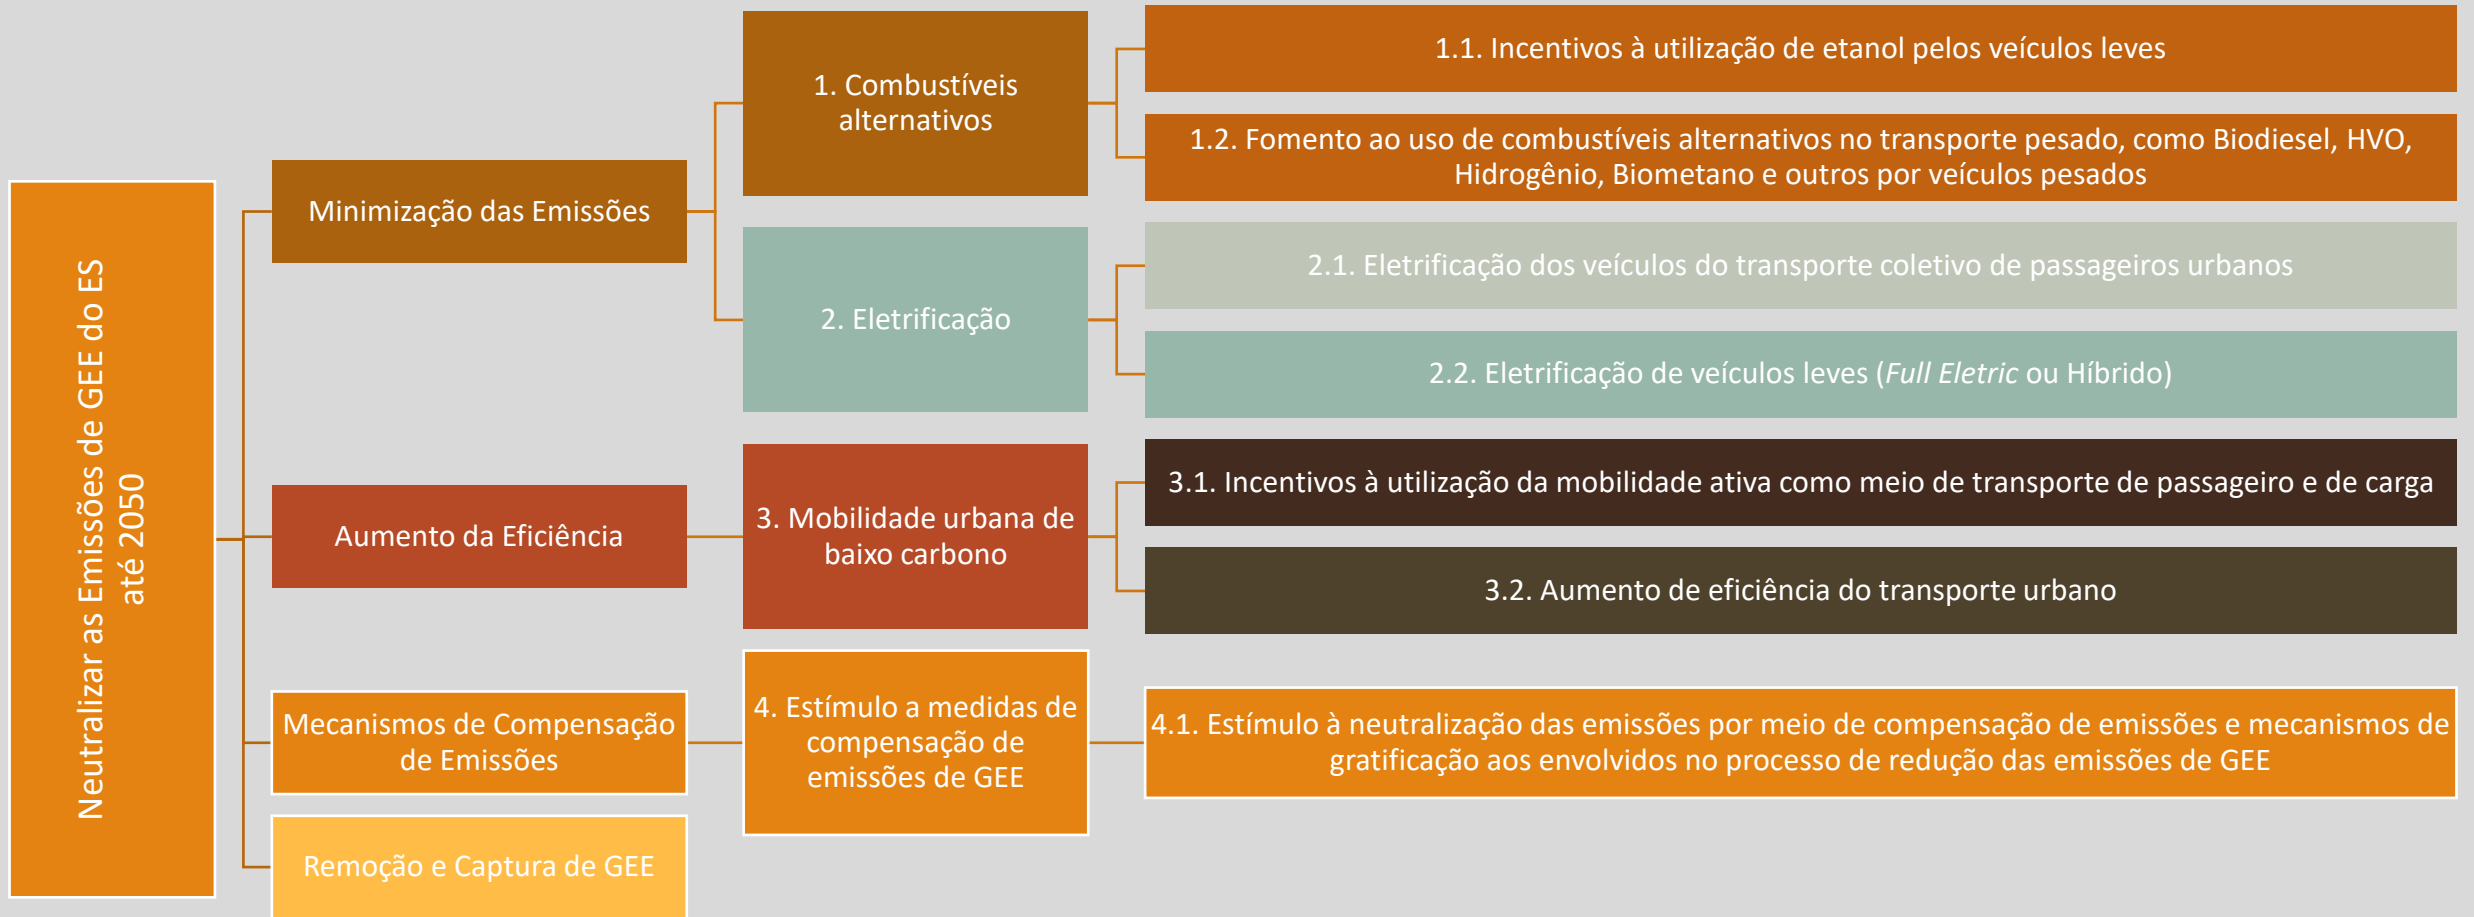 Neutralizar as Emissões de GEE do ES
até 2050
Minimização das Emissões
1. Combustíveis
alternativos
1.1. Incentivos à utilização de etanol pelos veículos leves
1.2. Fomento ao uso de combustíveis alternativos no transporte pesado, como Biodiesel, HVO,
Hidrogênio, Biometano e outros por veículos pesados
2. Eletrificação
2.1. Eletrificação dos veículos do transporte coletivo de passageiros urbanos
2.2. Eletrificação de veículos leves (Full Eletric ou Híbrido)
Aumento da Eficiência
3. Mobilidade urbana de
baixo carbono
3.1. Incentivos à utilização da mobilidade ativa como meio de transporte de passageiro e de carga
3.2. Aumento de eficiência do transporte urbano
Mecanismos de Compensação
de Emissões
4. Estímulo a medidas de
compensação de
emissões de GEE
4.1. Estímulo à neutralização das emissões por meio de compensação de emissões e mecanismos de
gratificação aos envolvidos no processo de redução das emissões de GEE
Remoção e Captura de GEE